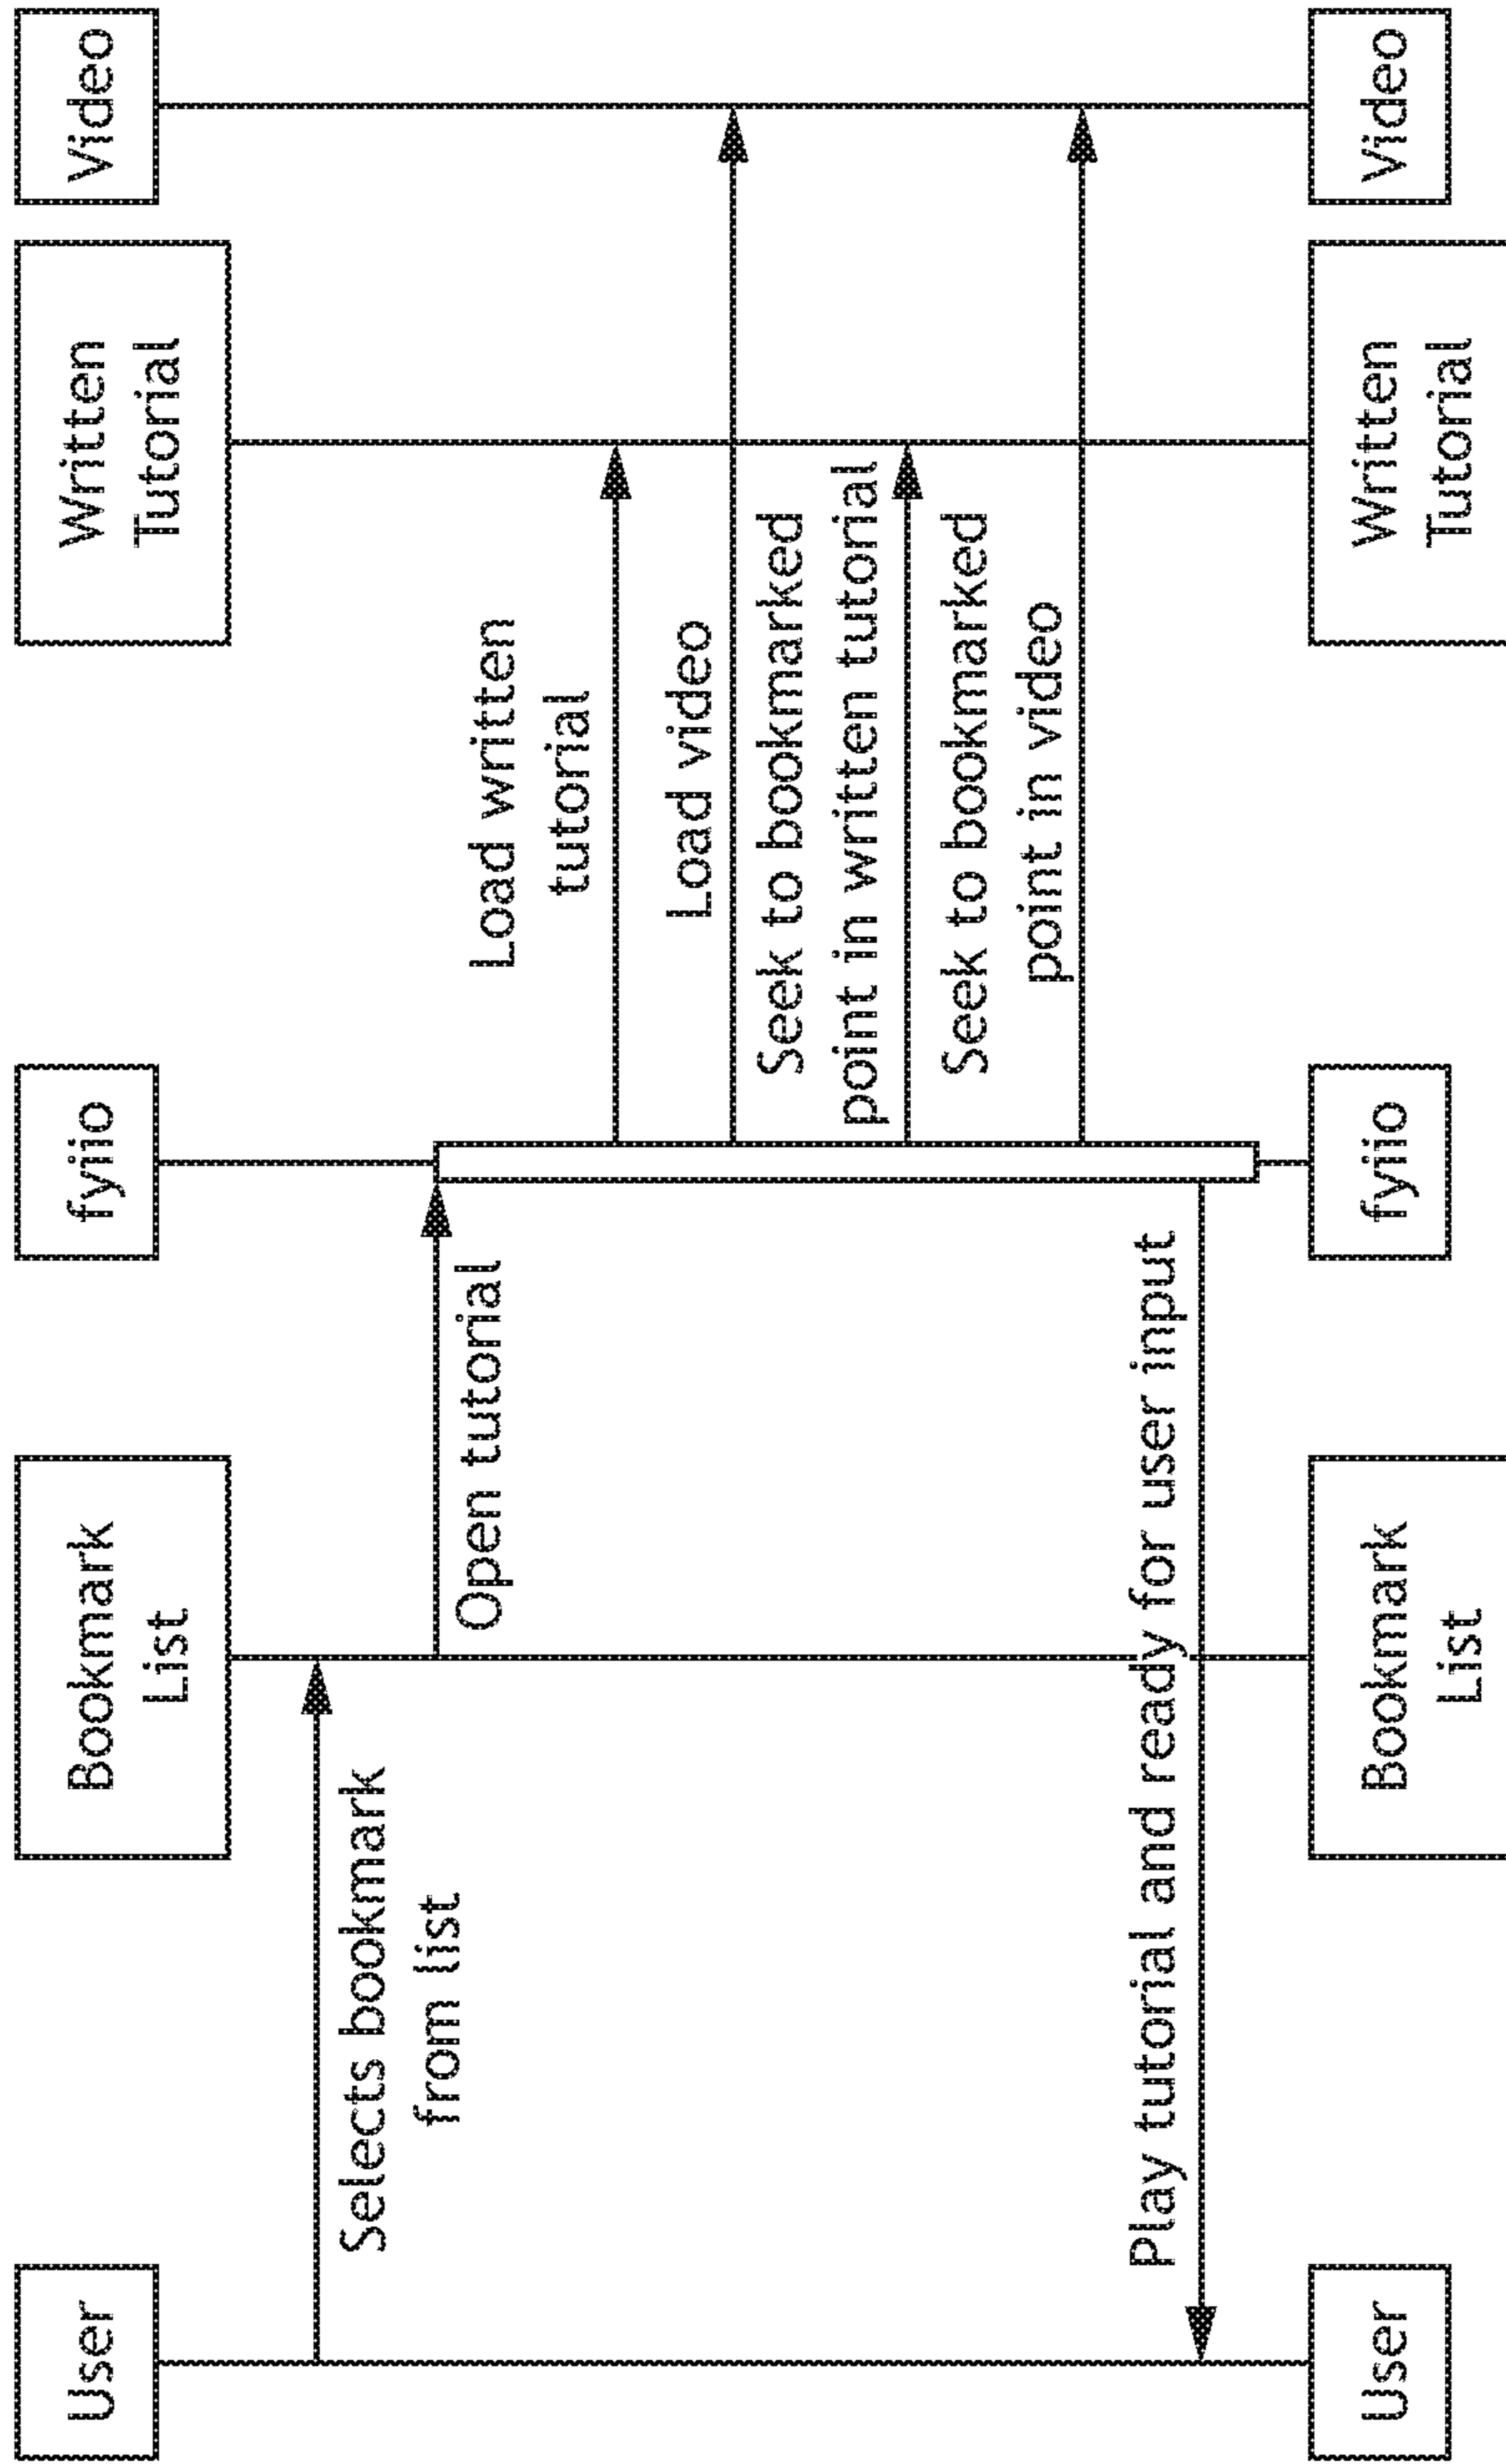 User
Bookmark
List
fyiio
Written
Tutorial
Video
Selects bookmark
from list
Open tutorial
Load written
tutorial
Load video
Seek to bookmarked
point in written tutorial
Seek to bookmarked
point in video
Play tutorial and ready for user input
User
Bookmark
List
fyiio
Written
Tutorial
Video